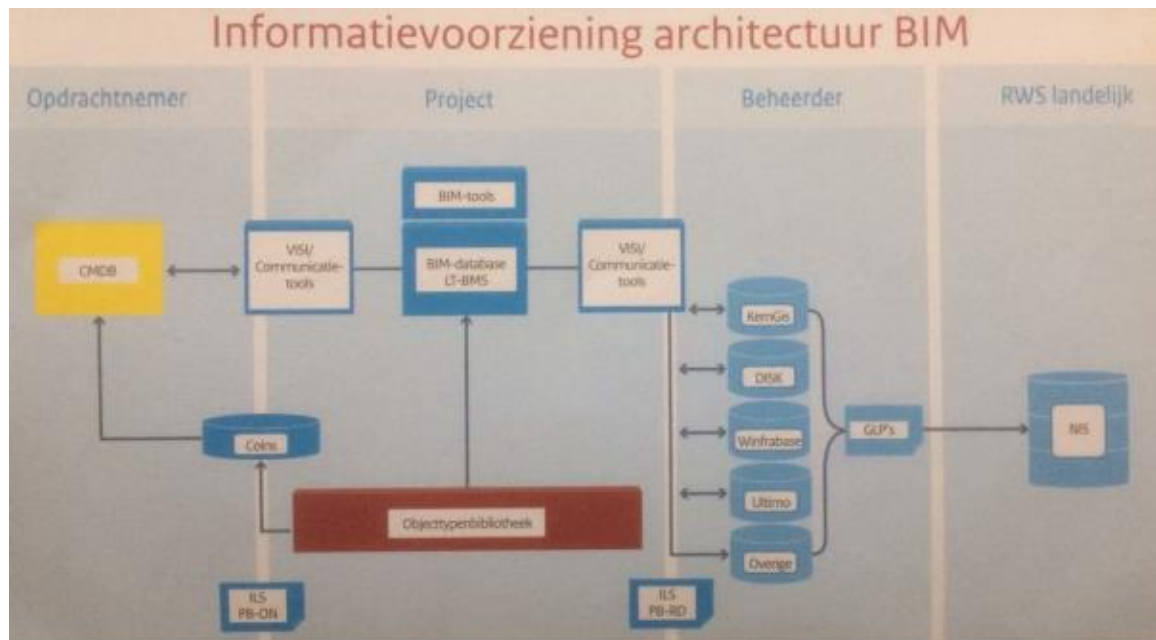 Informatievoorziening architectuur BIM
Opdrachtnemer
Project
Beheerder
RWS landelijk
BIM-tools
CMDB
VISI/
Communicatie-
tools
BIM-database
LT-BMS
VISI/
Communicatie-
tools
KernGis
DISK
Winfrabase
Ultimo
Overige
GLP's
NIS
Coins
Objecttypenbibliotheek
ILS
PB-ON
ILS
PB-RD